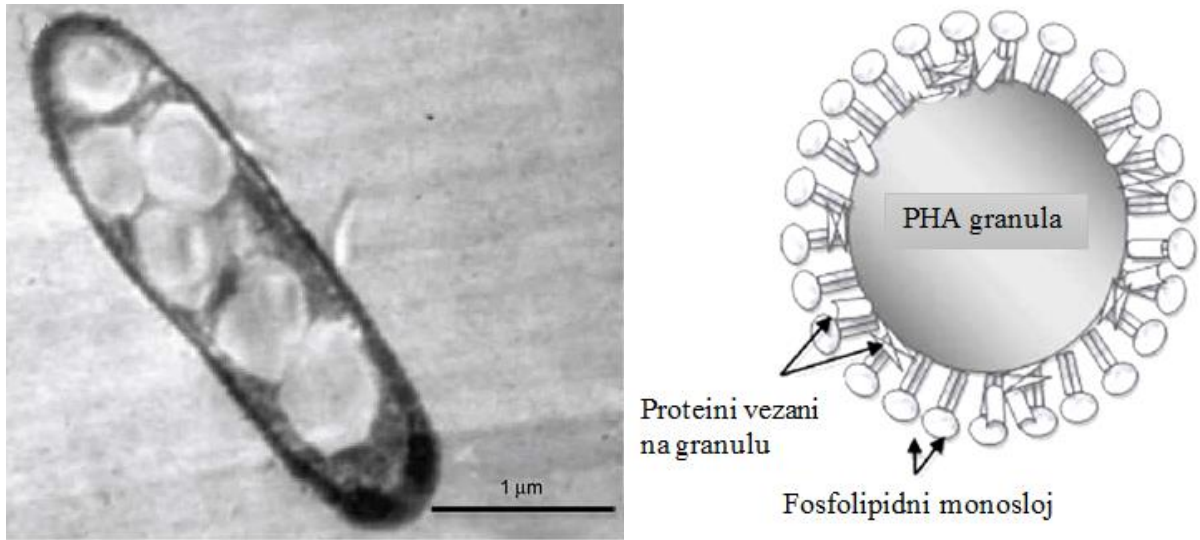 1 µm
PHA granula
Proteini vezani
na granulu
Fosfolipidni monosloj